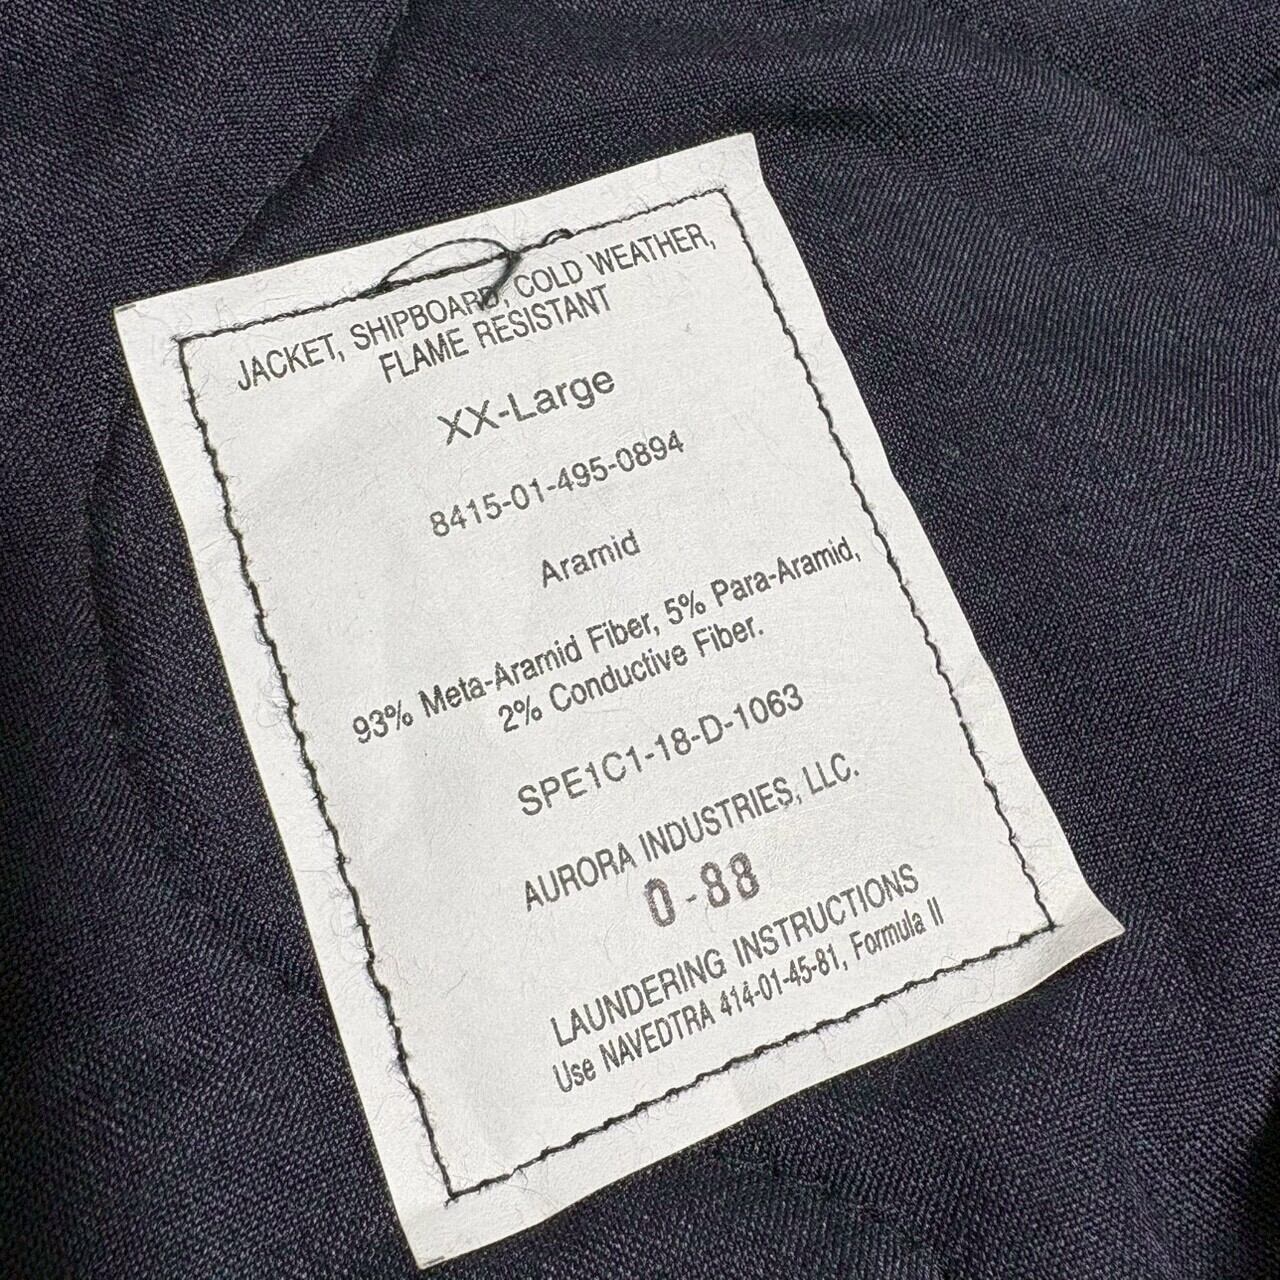 JACKET, SHIPBOARD, COLD WEATHER,
FLAME RESISTANT
XX-Large
8415-01-495-0894
Aramid
93% Meta-Aramid Fiber, 5% Para-Aramid,
2% Conductive Fiber.
SPE1C1-18-D-1063
AURORA INDUSTRIES, LLC.
0-88
LAUNDERING INSTRUCTIONS
Use NAVEDTRA 414-01-45-81, Formula II